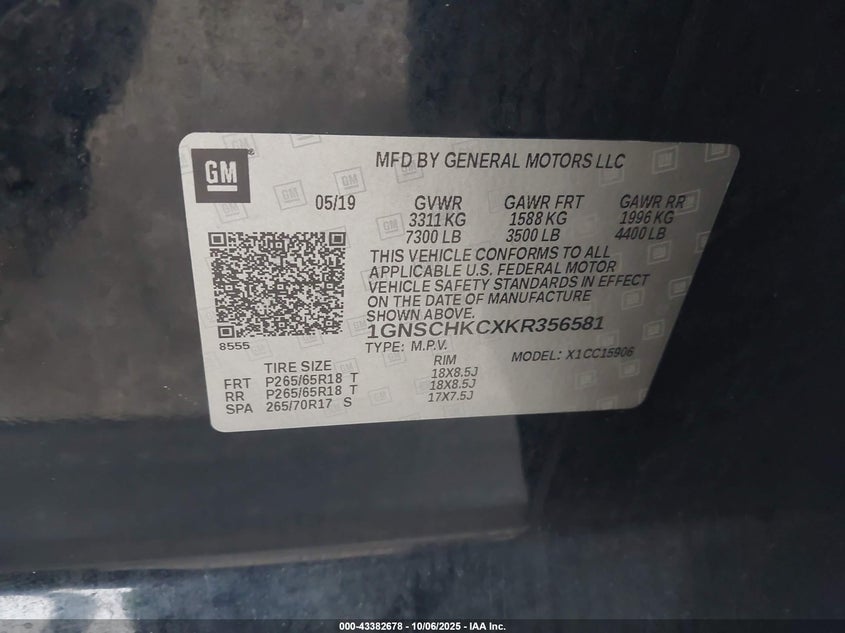 GM
MFD BY GENERAL MOTORS LLC
05/19 GVWR GAWR FRT GAWR RR
3311 KG 1588 KG 1996 KG
7300 LB 3500 LB 4400 LB
THIS VEHICLE CONFORMS TO ALL
APPLICABLE U.S. FEDERAL MOTOR
VEHICLE SAFETY STANDARDS IN EFFECT
ON THE DATE OF MANUFACTURE
SHOWN ABOVE.
1GNSCHKCXKR356581
8555
TYPE: M.P.V. MODEL: X1CC15906
TIRE SIZE RIM
FRT P265/65R18 T 18X8.5J
RR P265/65R18 T 18X8.5J
SPA 265/70R17 S 17X7.5J
000-43382678 - 10/06/2025 - IAA Inc.